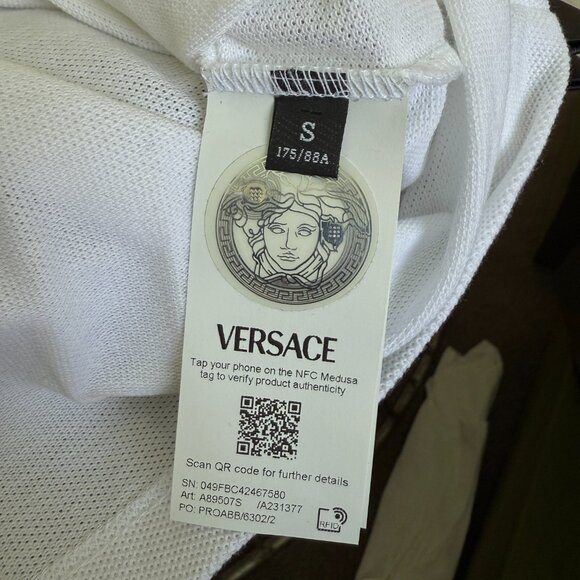 S
175/88A
VERSACE
Tap your phone on the NFC Medusa
tag to verify product authenticity
Scan QR code for further details
SN: 049FBC42467580
Art: A89507S /A231377
PO: PROABB/6302/2
RFID